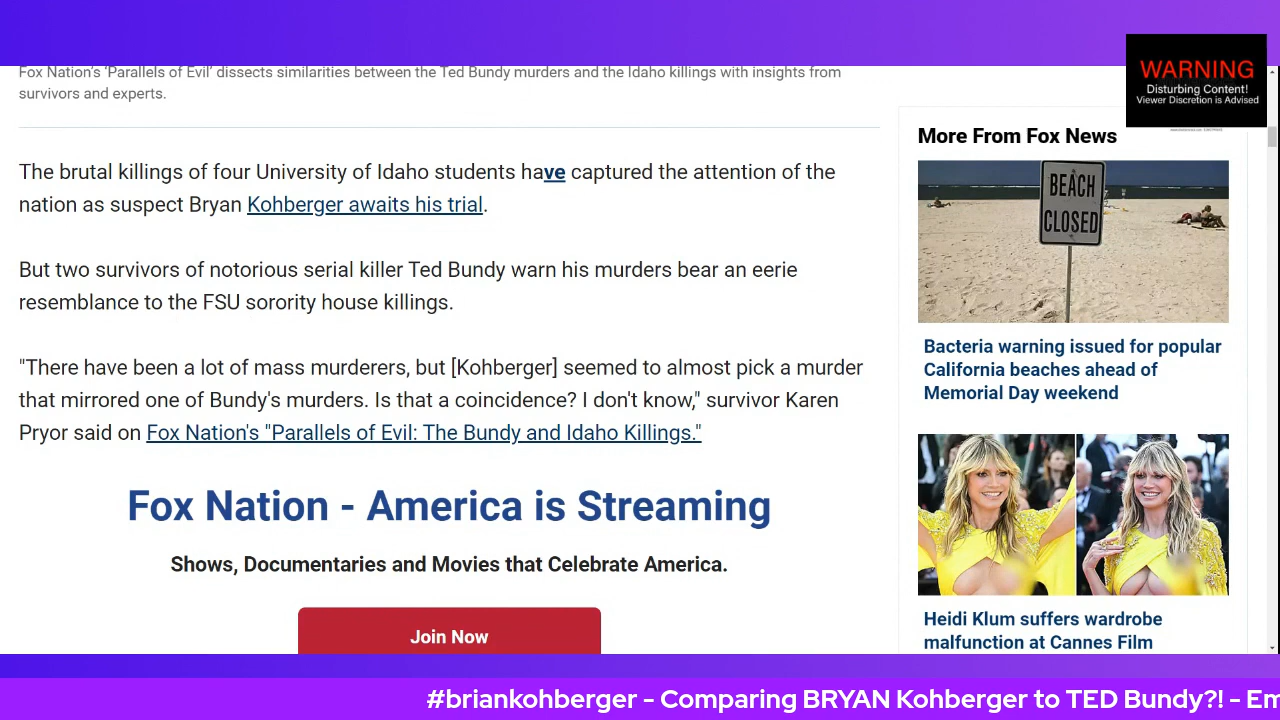 Fox Nation's 'Parallels of Evil' dissects similarities between the Ted Bundy murders and the Idaho killings with insights from
survivors and experts.
The brutal killings of four University of Idaho students have captured the attention of the
nation as suspect Bryan Kohberger awaits his trial.
But two survivors of notorious serial killer Ted Bundy warn his murders bear an eerie
resemblance to the FSU sorority house killings.
"There have been a lot of mass murderers, but [Kohberger] seemed to almost pick a murder
that mirrored one of Bundy's murders. Is that a coincidence? I don't know," survivor Karen
Pryor said on Fox Nation's "Parallels of Evil: The Bundy and Idaho Killings."
Fox Nation - America is Streaming
Shows, Documentaries and Movies that Celebrate America.
Join Now
WARNING
Disturbing Content!
Viewer Discretion is Advised
More From Fox News
BEACH
CLOSED
Bacteria warning issued for popular
California beaches ahead of
Memorial Day weekend
Heidi Klum suffers wardrobe
malfunction at Cannes Film
#briankohberger - Comparing BRYAN Kohberger to TED Bundy?! - Em